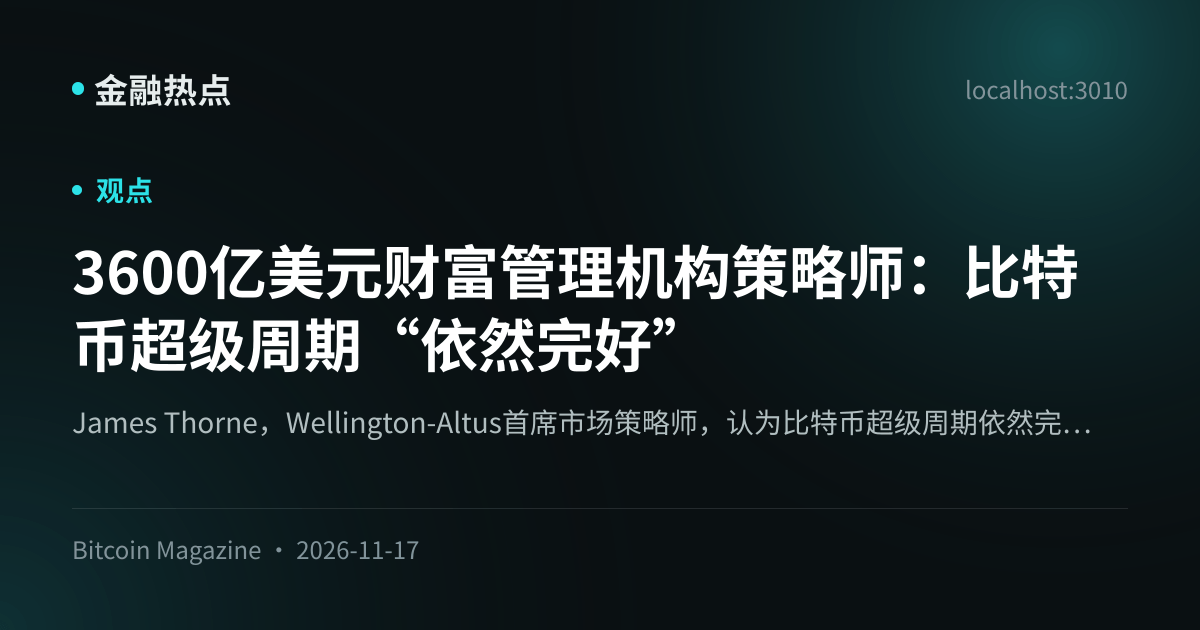 金融热点
localhost:3010
观点
3600亿美元财富管理机构策略师：比特
币超级周期“依然完好”
James Thorne，Wellington-Altus首席市场策略师，认为比特币超级周期依然完…
Bitcoin Magazine · 2026-11-17